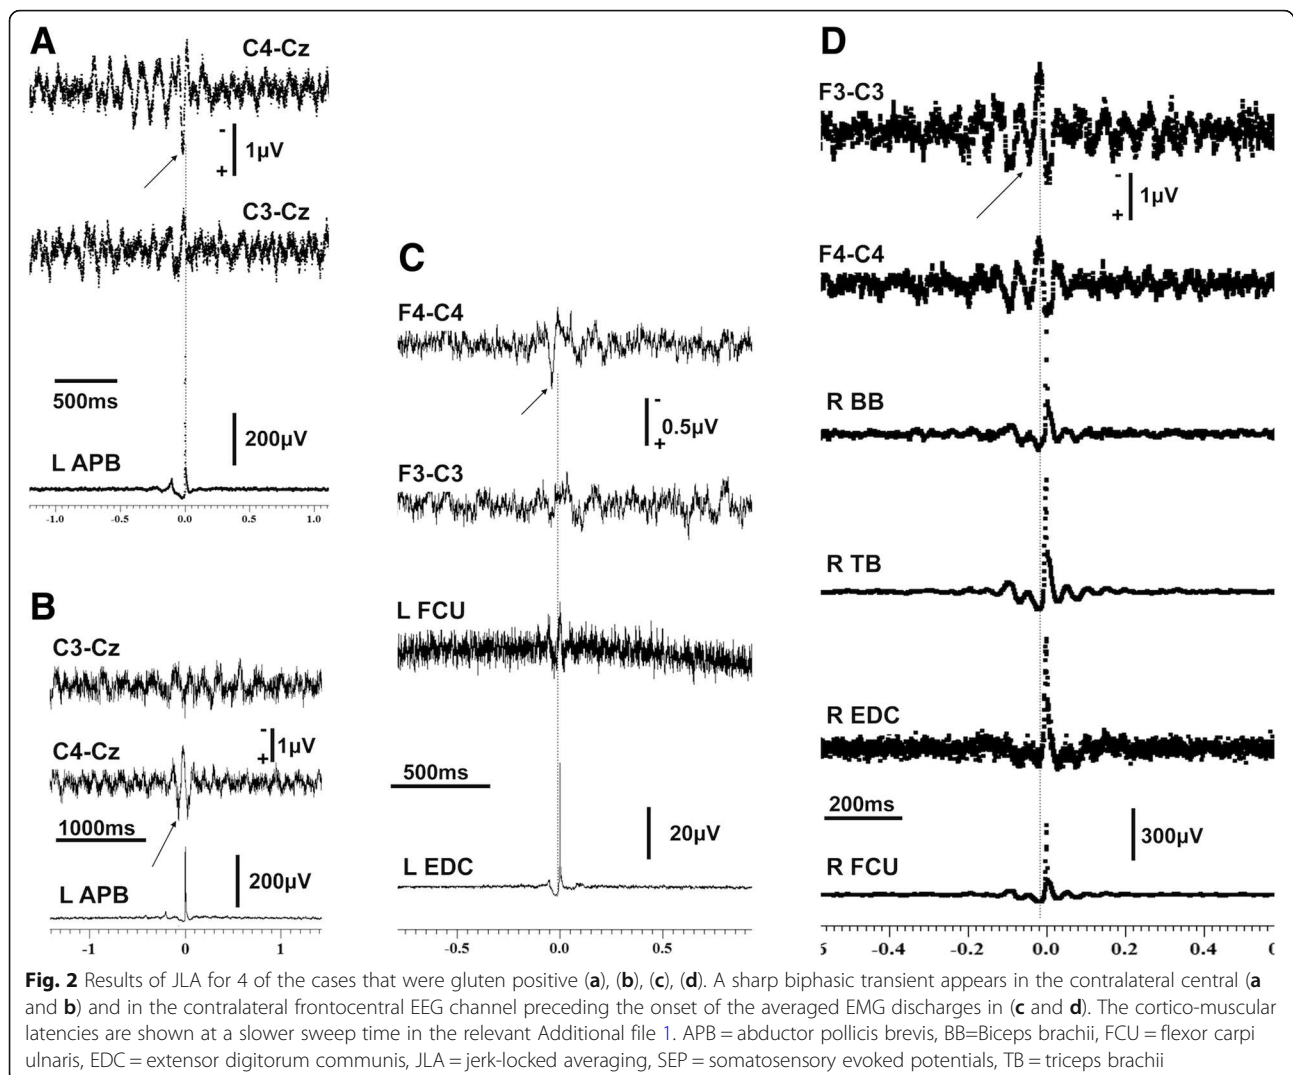 A
C4-Cz
-
+
1µV
C3-Cz
500ms
200µV
L APB
-1.0 -0.5 0.0 0.5 1.0
B
C3-Cz
-
+
1µV
C4-Cz
1000ms
200µV
L APB
-1 0 1
C
F4-C4
-
+
0.5µV
F3-C3
L FCU
500ms
20µV
L EDC
-0.5 0.0 0.5
D
F3-C3
-
+
1µV
F4-C4
R BB
R TB
R EDC
200ms
300µV
R FCU
-0.4 -0.2 0.0 0.2 0.4
Fig. 2 Results of JLA for 4 of the cases that were gluten positive (a), (b), (c), (d). A sharp biphasic transient appears in the contralateral central (a
and b) and in the contralateral frontocentral EEG channel preceding the onset of the averaged EMG discharges in (c and d). The cortico-muscular
latencies are shown at a slower sweep time in the relevant Additional file 1. APB = abductor pollicis brevis, BB=Biceps brachii, FCU = flexor carpi
ulnaris, EDC = extensor digitorum communis, JLA = jerk-locked averaging, SEP = somatosensory evoked potentials, TB = triceps brachii